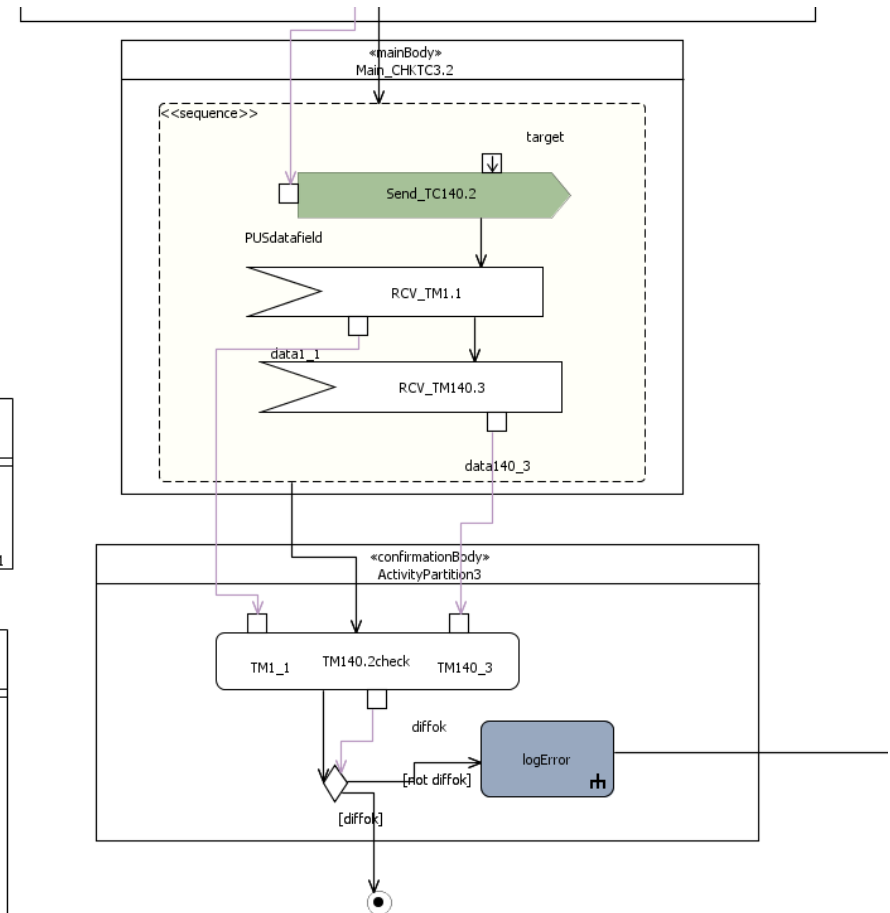 «mainBody»
Main_CHKTC3.2
<<sequence>>
target
Send_TC140.2
PUSdatafield
RCV_TM1.1
data1_1
RCV_TM140.3
data140_3
1
«confirmationBody»
ActivityPartition3
TM1_1
TM140.2check
TM140_3
diffok
logError
[not diffok]
[diffok]